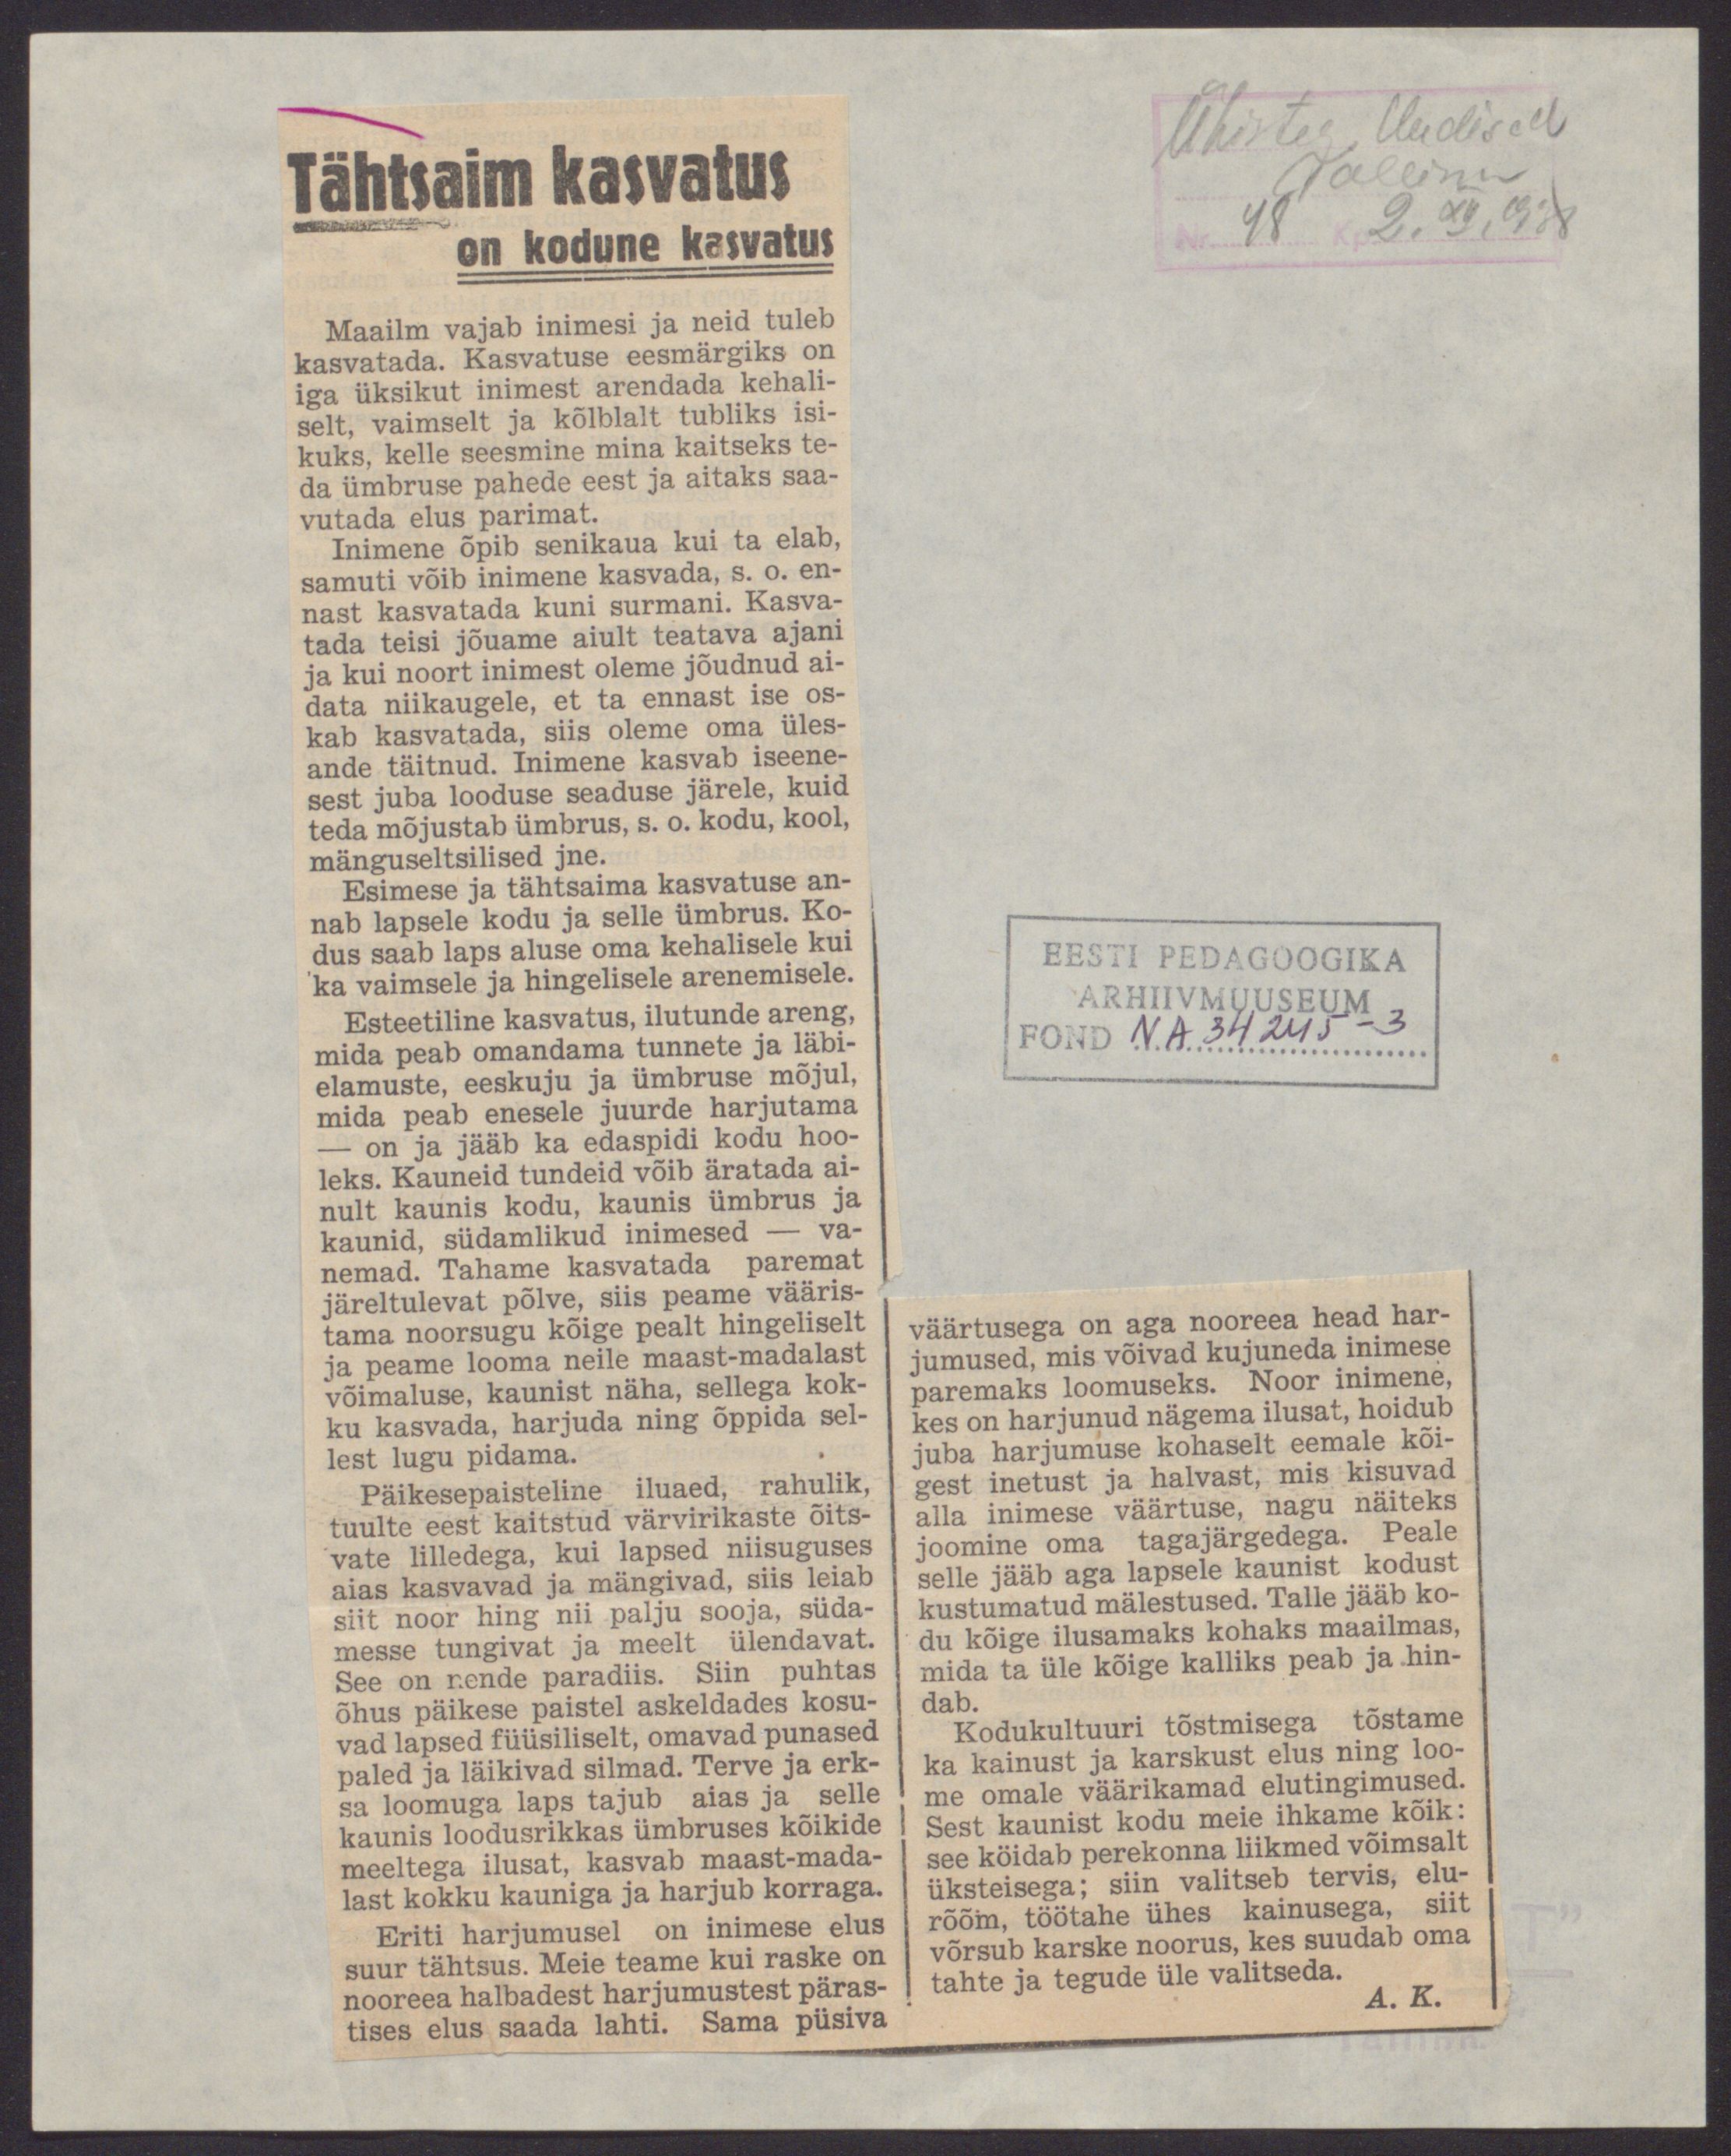 Tähtsaim kasvatus
on kodune kasvatus
Maailm vajab inimesi ja neid tuleb
kasvatada. Kasvatuse eesmärgiks on
iga üksikut inimest arendada kehali-
selt, vaimselt ja kõlblalt tubliks isi-
kuks, kelle seesmine mina kaitseks te-
da ümbruse pahede eest ja aitaks saa-
vutada elus parimat.
Inimene õpib senikaua kui ta elab,
samuti võib inimene kasvada, s. o. en-
nast kasvatada kuni surmani. Kasva-
tada teisi jõuame aiult teatava ajani
ja kui noort inimest oleme jõudnud ai-
data niikaugele, et ta ennast ise os-
kab kasvatada, siis oleme oma üles-
ande täitnud. Inimene kasvab iseene-
sest juba looduse seaduse järele, kuid
teda mõjustab ümbrus, s. o. kodu, kool,
mänguseltsilised jne.
Esimese ja tähtsaima kasvatuse an-
nab lapsele kodu ja selle ümbrus. Ko-
dus saab laps aluse oma kehalisele kui
ka vaimsele ja hingelisele arenemisele.
Esteetiline kasvatus, ilutunde areng,
mida peab omandama tunnete ja läbi-
elamuste, eeskuju ja ümbruse mõjul,
mida peab enesele juurde harjutama
— on ja jääb ka edaspidi kodu hoo-
leks. Kauneid tundeid võib äratada ai-
nult kaunis kodu, kaunis ümbrus ja
kaunid, südamlikud inimesed — va-
nemad. Tahame kasvatada paremat
järeltulevat põlve, siis peame vääris-
tama noorsugu kõige pealt hingeliselt
ja peame looma neile maast-madalast
võimaluse, kaunist näha, sellega kok-
ku kasvada, harjuda ning õppida sel-
lest lugu pidama.
Päikesepaisteline iluaed, rahulik,
tuulte eest kaitstud värvirikaste õits-
vate lilledega, kui lapsed niisuguses
aias kasvavad ja mängivad, siis leiab
siit noor hing nii palju sooja, süda-
messe tungivat ja meelt ülendavat.
See on nende paradiis. Siin puhtas
õhus päikese paistel askeldades kosu-
vad lapsed füüsiliselt, omavad punased
paled ja läikivad silmad. Terve ja erk-
sa loomuga laps tajub aias ja selle
kaunis loodusrikkas ümbruses kõikide
meeltega ilusat, kasvab maast-mada-
last kokku kauniga ja harjub korraga.
Eriti harjumusel on inimese elus
suur tähtsus. Meie teame kui raske on
nooreea halbadest harjumustest päras-
tises elus saada lahti. Sama püsiva
väärtusega on aga nooreea head har-
jumused, mis võivad kujuneda inimese
paremaks loomuseks. Noor inimene,
kes on harjunud nägema ilusat, hoidub
juba harjumuse kohaselt eemale kõi-
gest inetust ja halvast, mis kisuvad
alla inimese väärtuse, nagu näiteks
joomine oma tagajärgedega. Peale
selle jääb aga lapsele kaunist kodust
kustumatud mälestused. Talle jääb ko-
du kõige ilusamaks kohaks maailmas,
mida ta üle kõige kalliks peab ja hin-
dab.
Kodukultuuri tõstmisega tõstame
ka kainust ja karskust elus ning loo-
me omale väärikamad elutingimused.
Sest kaunist kodu meie ihkame kõik:
see köidab perekonna liikmed võimsalt
üksteisega; siin valitseb tervis, elu-
rõõm, töötahe ühes kainusega, siit
võrsub karske noorus, kes suudab oma
tahte ja tegude üle valitseda.
A. K.
Uudised
Tallinn
Nr. 48 Kp. 2. XII. 1938
EESTI PEDAGOOGIKA
ARHIIVMUUSEUM
FOND N.A. 34245-3